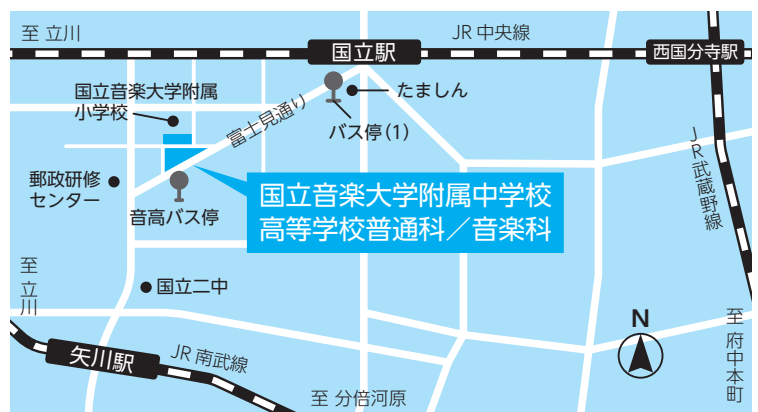 至 立川
国立駅
JR 中央線
西国分寺駅
国立音楽大学附属
小学校
富士見通り
たましん
バス停(1)
JR武蔵野線
郵政研修
センター
音高バス停
国立音楽大学附属中学校
高等学校普通科／音楽科
至 立川
国立二中
N
至 府中本町
矢川駅
JR 南武線
至 分倍河原